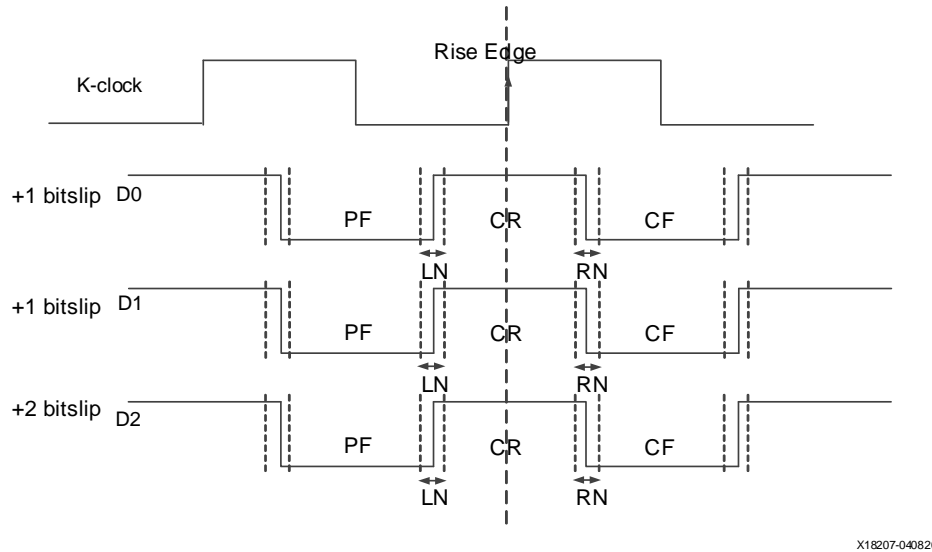 Rise Edge
K-clock
+1 bitslip D0
PF CR CF
LN RN
+1 bitslip D1
PF CR CF
LN RN
+2 bitslip D2
PF CR CF
LN RN